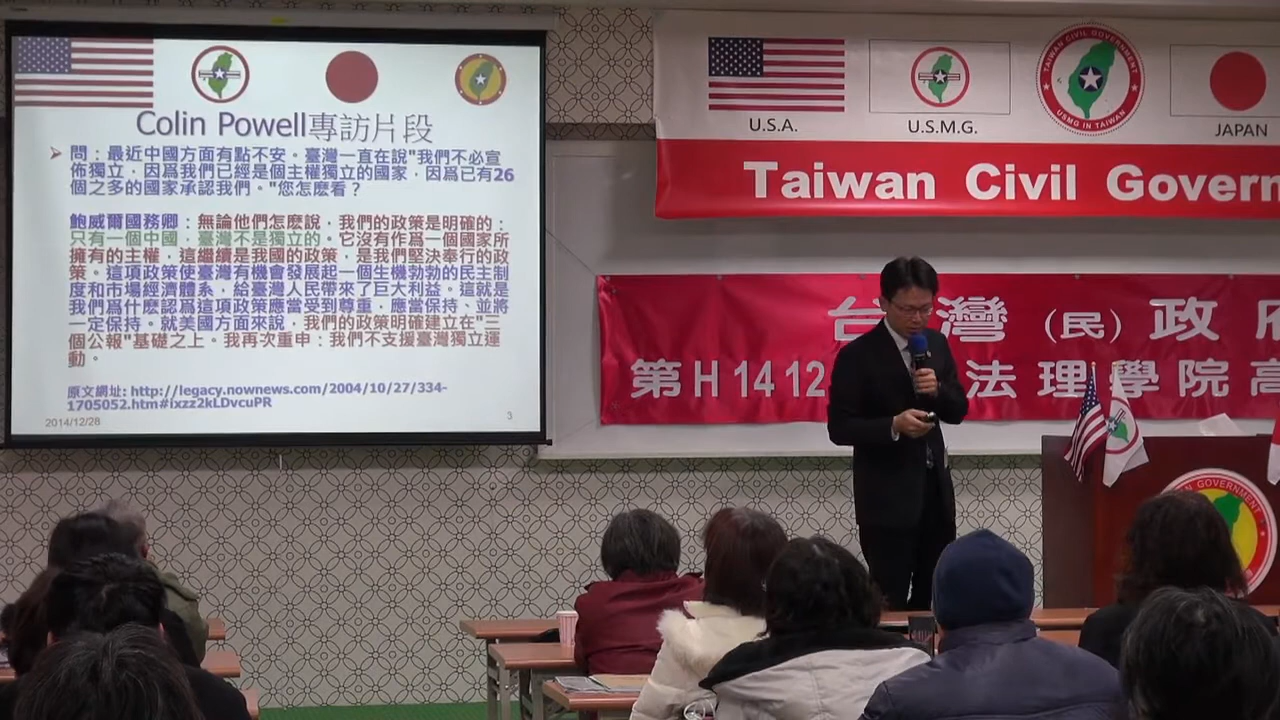 Colin Powell專訪片段
問：最近中國方面有點不安。臺灣一直在說"我們不必宣
佈獨立，因爲我們已經是個主權獨立的國家，因爲已有26
個之多的國家承認我們。"您怎麼看？
鮑威爾國務卿：無論他們怎麽說，我們的政策是明確的：
只有一個中國，臺灣不是獨立的。它沒有作爲一個國家所
擁有的主權，這繼續是我國的政策，是我們堅決奉行的政
策。這項政策使臺灣有機會發展起一個生機勃勃的民主制
度和市場經濟體系，給臺灣人民帶來了巨大利益。這就是
我們爲什麽認爲這項政策應當受到尊重，應當保持，並將
一定保持。就美國方面來說，我們的政策明確建立在"三
個公報"基礎之上。我再次重申：我們不支援臺灣獨立運
動。
原文網址: http://legacy.nownews.com/2004/10/27/334-
1705052.htm#ixzz2kLDvcuPR
2014/12/28
3
TAIWAN CIVIL GOVERNMENT
USMG IN TAIWAN
U.S.A.
U.S.M.G.
JAPAN
Taiwan Civil Govern
台灣（民）政府
第H1412
法理學院高
GOVERNMENT